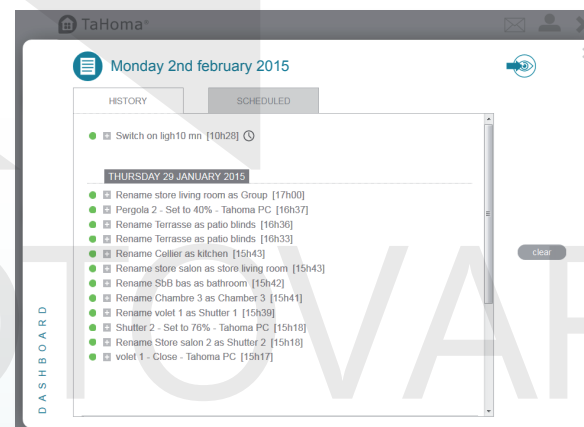 TaHoma®
Monday 2nd february 2015
HISTORY
SCHEDULED
Switch on ligh10 mn [10h28]
THURSDAY 29 JANUARY 2015
Rename store living room as Group [17h00]
Pergola 2 - Set to 40% - Tahoma PC [16h37]
Rename Terrasse as patio blinds [16h36]
Rename Terrasse as patio blinds [16h33]
Rename Cellier as kitchen [15h43]
Rename store salon as store living room [15h43]
Rename SbB bas as bathroom [15h42]
Rename Chambre 3 as Chamber 3 [15h41]
Rename volet 1 as Shutter 1 [15h39]
Shutter 2 - Set to 76% - Tahoma PC [15h18]
Rename Store salon 2 as Shutter 2 [15h18]
volet 1 - Close - Tahoma PC [15h17]
clear
DASHBOARD
OTOVAR